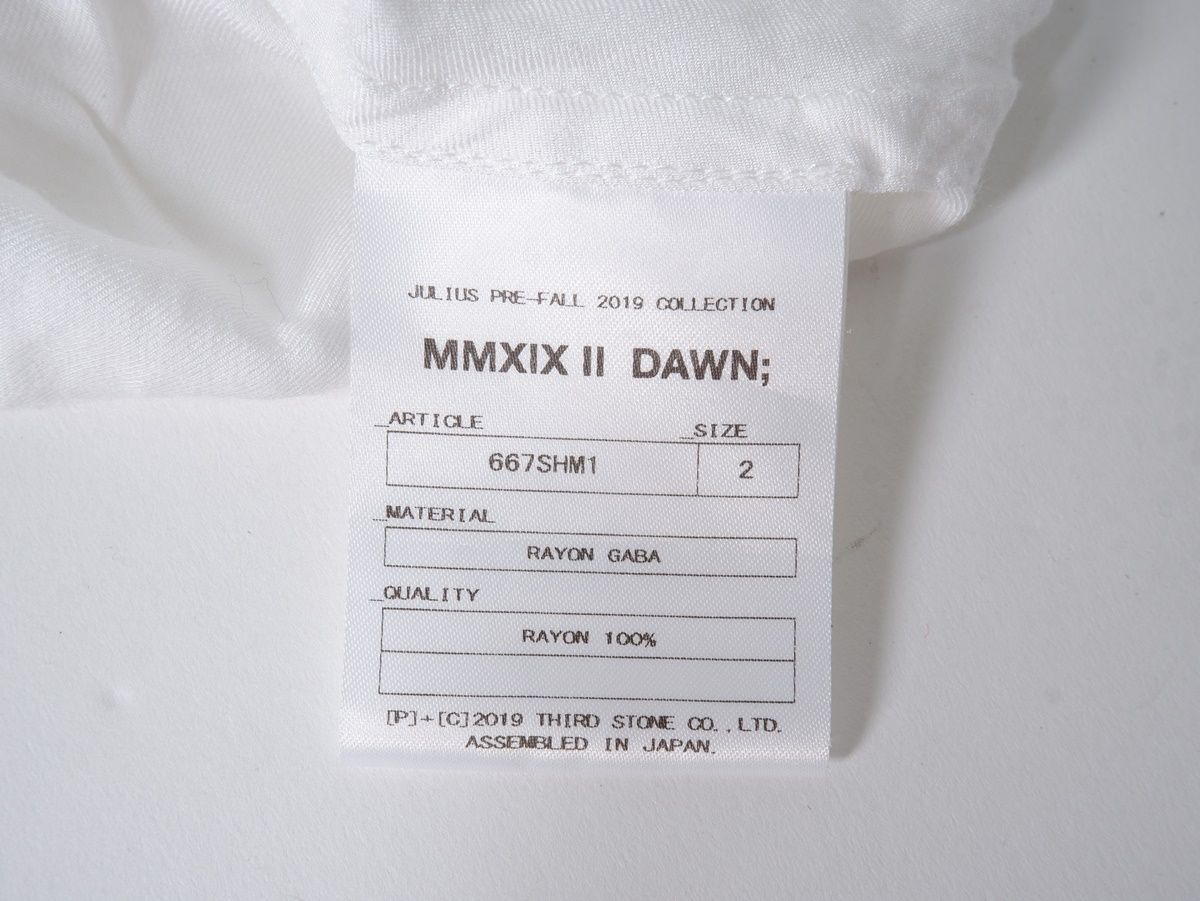 JULIUS PRE-FALL 2019 COLLECTION
MMXIX II DAWN;
_ARTICLE _SIZE
667SHM1 2
_MATERIAL
RAYON GABA
_QUALITY
RAYON 100%
[P]+[C]2019 THIRD STONE CO.,LTD.
ASSEMBLED IN JAPAN.